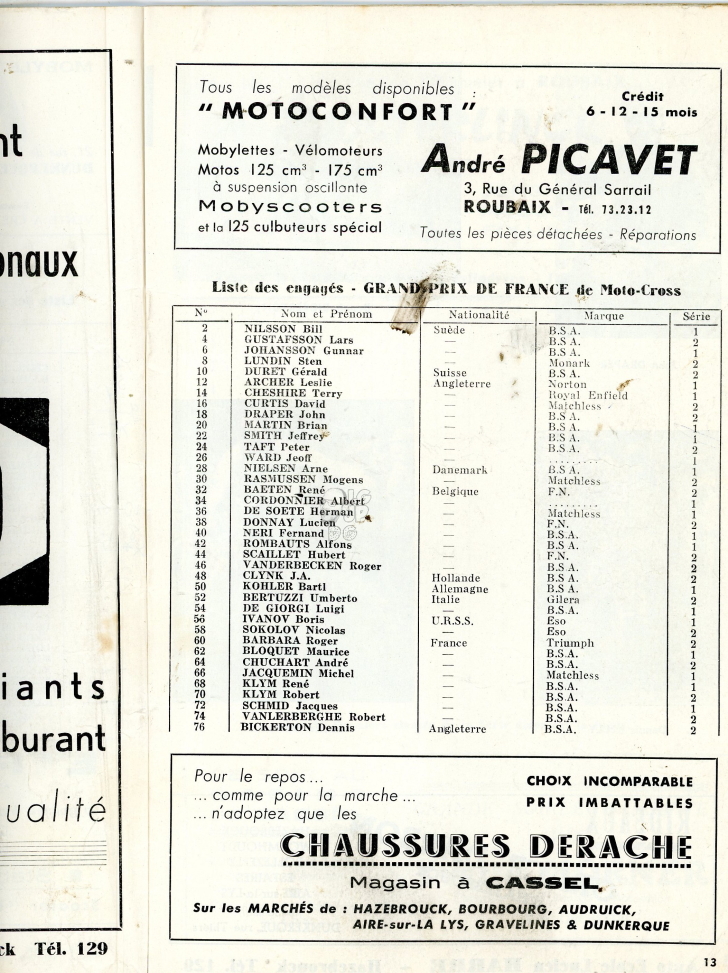 nt
onaux
iants
burant
ualité
ck Tél. 129
Tous les modèles disponibles :
" MOTOCONFORT "
Mobylettes - Vélomoteurs
Motos 125 cm³ - 175 cm³
à suspension oscillante
Mobyscooters
et la 125 culbuteurs spécial
Crédit
6 - 12 - 15 mois
André PICAVET
3, Rue du Général Sarrail
ROUBAIX - Tél. 73.23.12
Toutes les pièces détachées - Réparations
Liste des engagés - GRAND PRIX DE FRANCE de Moto-Cross
N° Nom et Prénom Nationalité Marque Série
2 NILSSON Bill Suède B.S.A. 1
4 GUSTAFSSON Lars — B.S A. 2
6 JOHANSSON Gunnar — B.S.A. 1
8 LUNDIN Sten — Monark 2
10 DURET Gérald Suisse B.S A. 2
12 ARCHER Leslie Angleterre Norton 1
14 CHESHIRE Terry — Royal Enfield 1
16 CURTIS David — Matchless 2
18 DRAPER John — B.S.A. 2
20 MARTIN Brian — B.S A. 1
22 SMITH Jeffrey — B.S.A. 1
24 TAFT Peter — B.S.A. 2
26 WARD Jeoff — ......... 1
28 NIELSEN Arne Danemark B.S A. 1
30 RASMUSSEN Mogens — Matchless 2
32 BAETEN René Belgique F.N. 2
34 CORDONNIER Albert — ......... 1
36 DE SOETE Herman — Matchless 1
38 DONNAY Lucien — F.N. 2
40 NERI Fernand — B.S.A. 1
42 ROMBAUTS Alfons — B.S A. 1
44 SCAILLET Hubert — F.N. 2
46 VANDERBECKEN Roger — B.S.A. 2
48 CLYNK J.A. Hollande B.S A. 2
50 KOHLER Bartl Allemagne B.S A. 1
52 BERTUZZI Umberto Italie Gilera 2
54 DE GIORGI Luigi — B.S.A. 1
56 IVANOV Boris U.R.S.S. Eso 1
58 SOKOLOV Nicolas — Eso 2
60 BARBARA Roger France Triumph 2
62 BLOQUET Maurice — B.S.A. 1
64 CHUCHART André — B.S.A. 2
66 JACQUEMIN Michel — Matchless 1
68 KLYM René — B.S.A. 1
70 KLYM Robert — B.S.A. 2
72 SCHMID Jacques — B.S.A. 1
74 VANLERBERGHE Robert — B.S.A. 2
76 BICKERTON Dennis Angleterre B.S.A. 2
Pour le repos ...
... comme pour la marche ...
... n'adoptez que les
CHOIX INCOMPARABLE
PRIX IMBATTABLES
CHAUSSURES DERACHE
Magasin à CASSEL,
Sur les MARCHÉS de : HAZEBROUCK, BOURBOURG, AUDRUICK,
AIRE-sur-LA LYS, GRAVELINES & DUNKERQUE
13